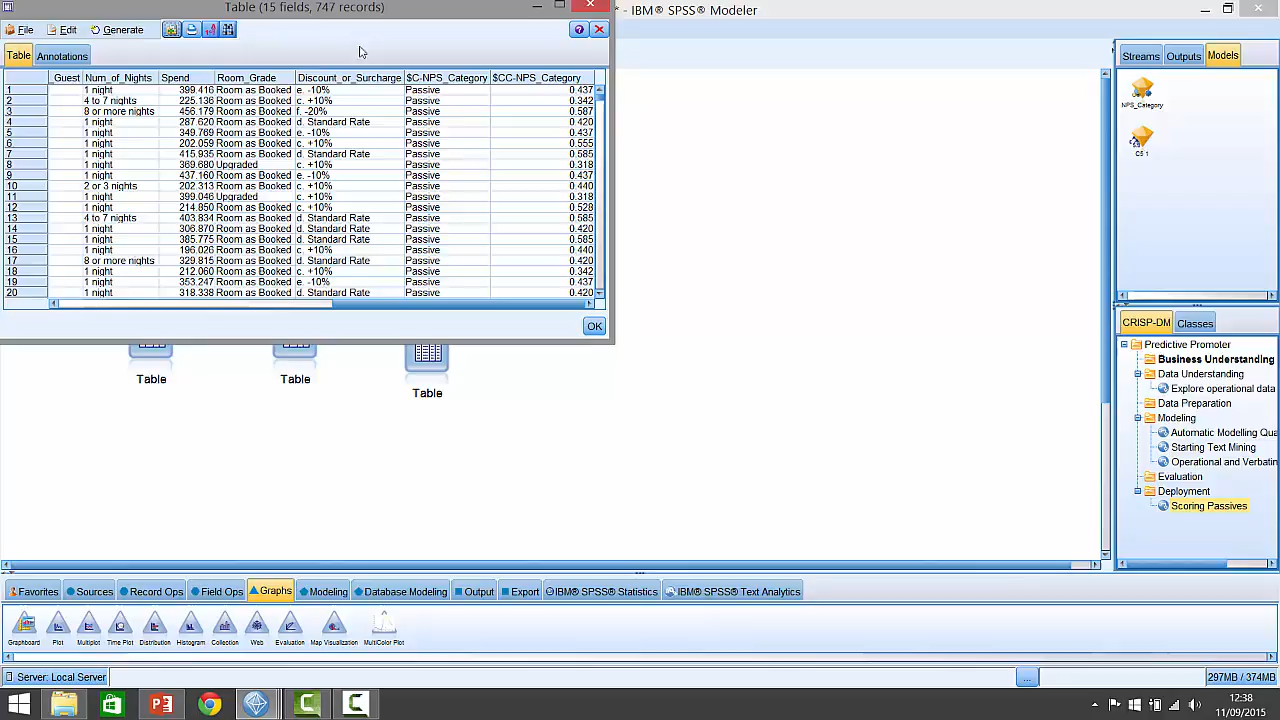 Table (15 fields, 747 records)
* - IBM® SPSS® Modeler
File Edit Generate
Table Annotations
_Guest Num_of_Nights Spend Room_Grade Discount_or_Surcharge $C-NPS_Category $CC-NPS_Category
1 1 night 399.416 Room as Booked e. -10% Passive 0.437
2 4 to 7 nights 225.136 Room as Booked c. +10% Passive 0.342
3 8 or more nights 456.179 Room as Booked f. -20% Passive 0.587
4 1 night 287.620 Room as Booked d. Standard Rate Passive 0.420
5 1 night 349.769 Room as Booked e. -10% Passive 0.437
6 1 night 202.059 Room as Booked c. +10% Passive 0.555
7 1 night 415.935 Room as Booked d. Standard Rate Passive 0.585
8 1 night 369.680 Upgraded c. +10% Passive 0.318
9 1 night 437.160 Room as Booked e. -10% Passive 0.437
10 2 or 3 nights 202.313 Room as Booked c. +10% Passive 0.440
11 1 night 399.046 Upgraded c. +10% Passive 0.318
12 1 night 214.850 Room as Booked c. +10% Passive 0.528
13 4 to 7 nights 403.834 Room as Booked d. Standard Rate Passive 0.585
14 1 night 306.870 Room as Booked d. Standard Rate Passive 0.420
15 1 night 385.775 Room as Booked d. Standard Rate Passive 0.585
16 1 night 196.026 Room as Booked c. +10% Passive 0.440
17 8 or more nights 329.815 Room as Booked d. Standard Rate Passive 0.420
18 1 night 212.060 Room as Booked c. +10% Passive 0.342
19 1 night 353.247 Room as Booked e. -10% Passive 0.437
20 1 night 318.338 Room as Booked d. Standard Rate Passive 0.420
OK
Table Table Table
Streams Outputs Models
NPS_Category
C5 1
CRISP-DM Classes
Predictive Promoter
Business Understanding
Data Understanding
Explore operational data
Data Preparation
Modeling
Automatic Modelling Qua
Starting Text Mining
Operational and Verbatin
Evaluation
Deployment
Scoring Passives
Favorites Sources Record Ops Field Ops Graphs Modeling Database Modeling Output Export IBM® SPSS® Statistics IBM® SPSS® Text Analytics
Graphboard Plot Multiplot Time Plot Distribution Histogram Collection Web Evaluation Map Visualization MultiColor Plot
Server: Local Server ... 297MB / 374MB
12:38
11/09/2015